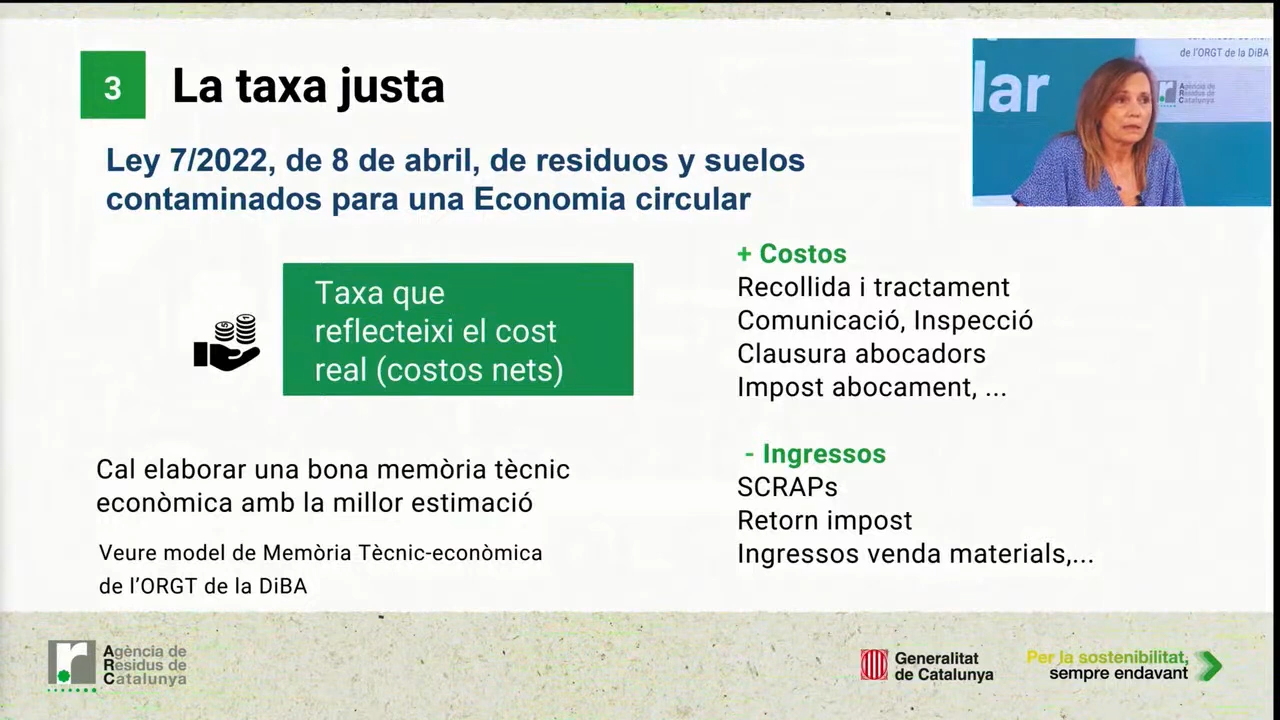 3
La taxa justa
Ley 7/2022, de 8 de abril, de residuos y suelos
contaminados para una Economia circular
Taxa que
reflecteixi el cost
real (costos nets)
Cal elaborar una bona memòria tècnic
econòmica amb la millor estimació
Veure model de Memòria Tècnic-econòmica
de l’ORGT de la DiBA
+ Costos
Recollida i tractament
Comunicació, Inspecció
Clausura abocadors
Impost abocament, ...
- Ingressos
SCRAPs
Retorn impost
Ingressos venda materials,...
de l’ORGT de la DiBA
lar
Agència de
Residus de
Catalunya
Agència de
Residus de
Catalunya
Generalitat
de Catalunya
Per la sostenibilitat,
sempre endavant